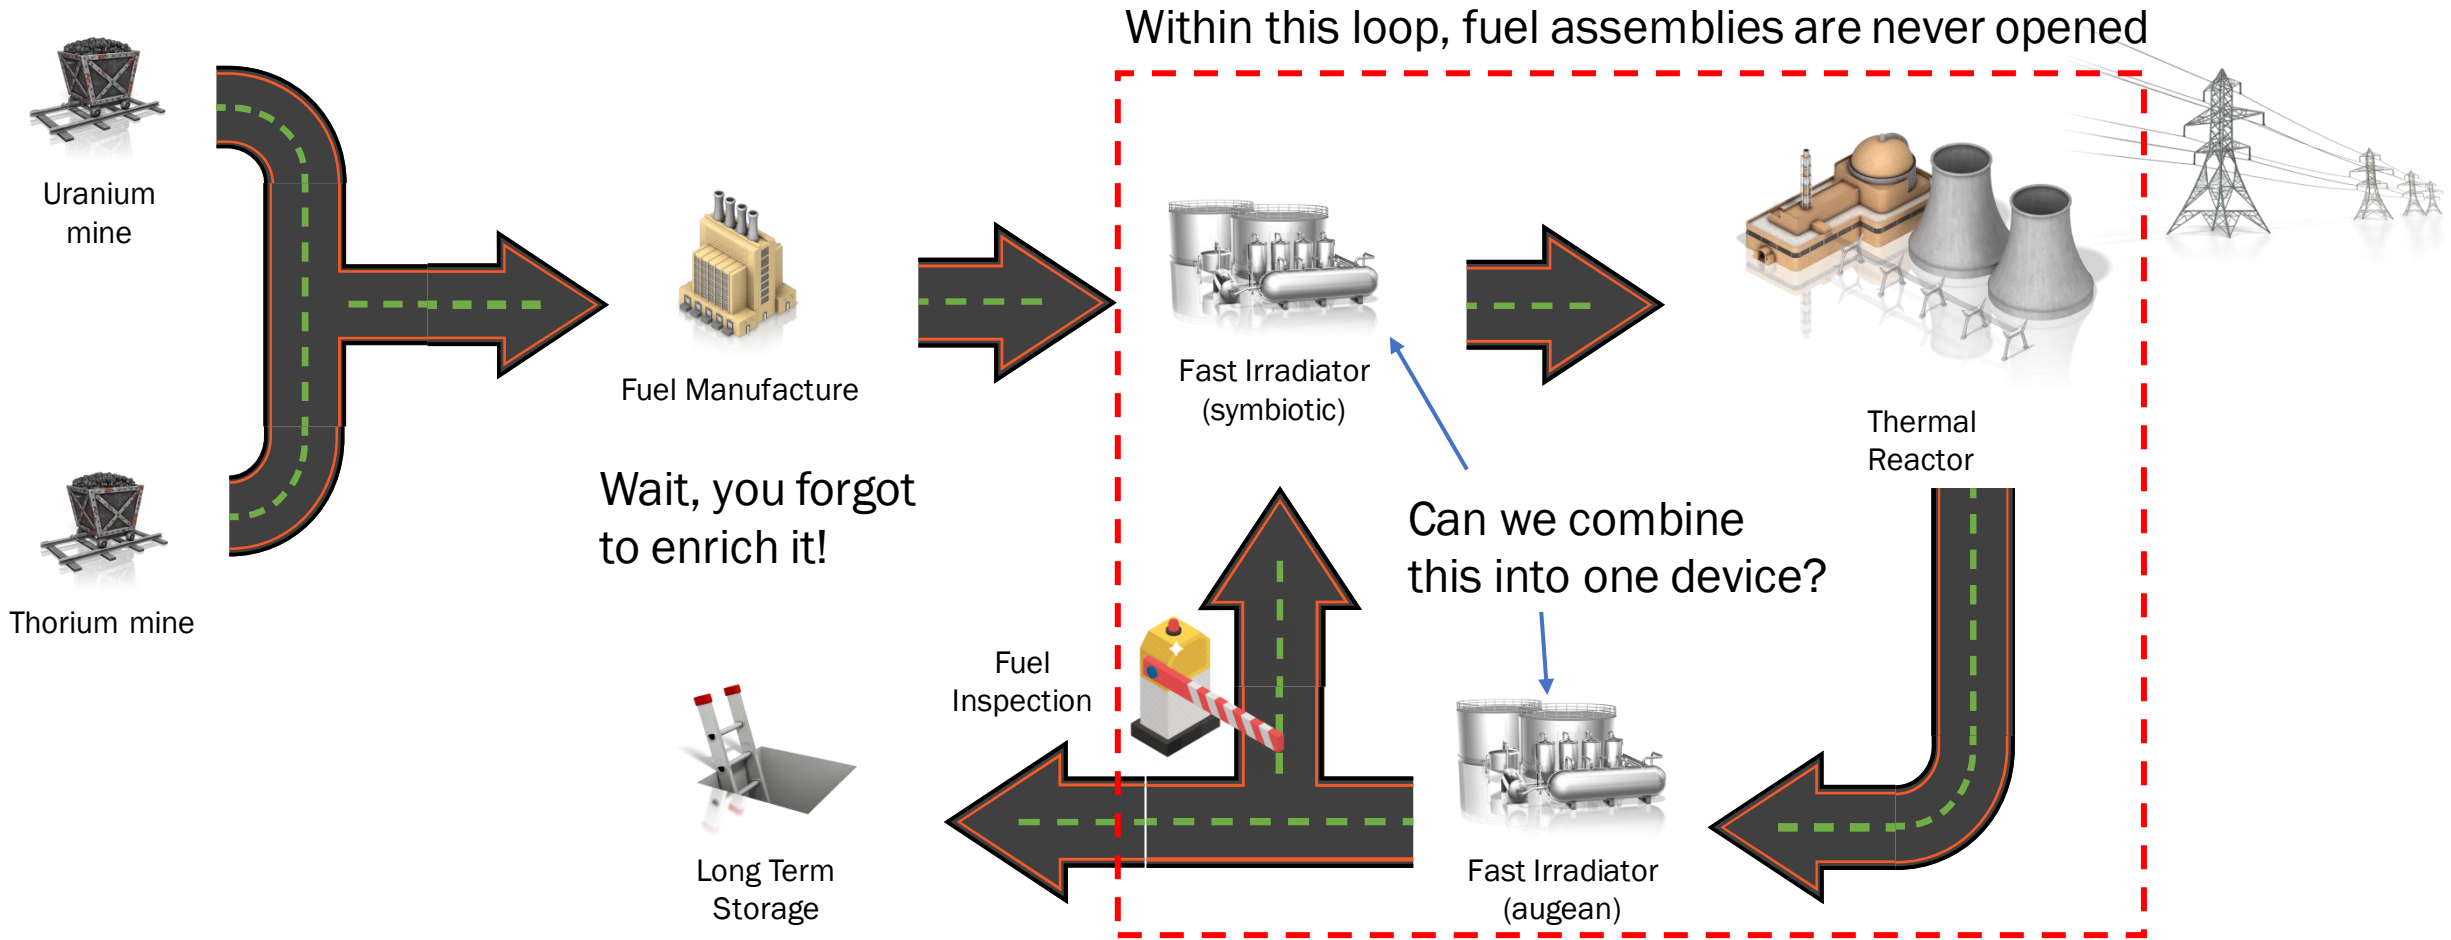 Within this loop, fuel assemblies are never opened
Uranium
mine
Fuel Manufacture
Fast Irradiator
(symbiotic)
Thermal
Reactor
Wait, you forgot
to enrich it!
Can we combine
this into one device?
Thorium mine
Fuel
Inspection
Long Term
Storage
Fast Irradiator
(augean)